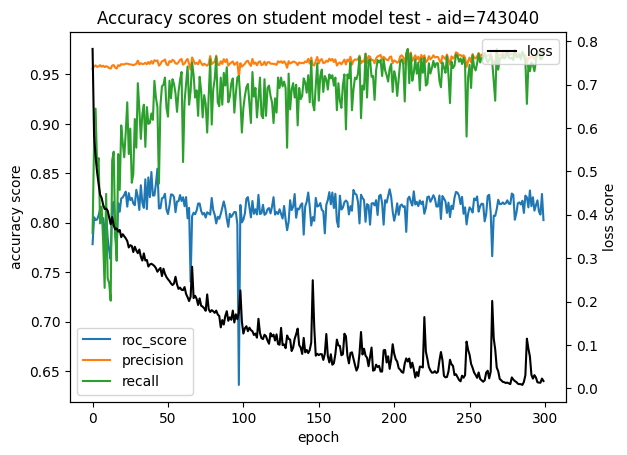 Accuracy scores on student model test - aid=743040
loss
accuracy score
0.95
0.90
0.85
0.80
0.75
0.70
0.65
0.8
0.7
0.6
0.5
0.4
0.3
0.2
0.1
0.0
loss score
roc_score
precision
recall
0 50 100 150 200 250 300
epoch